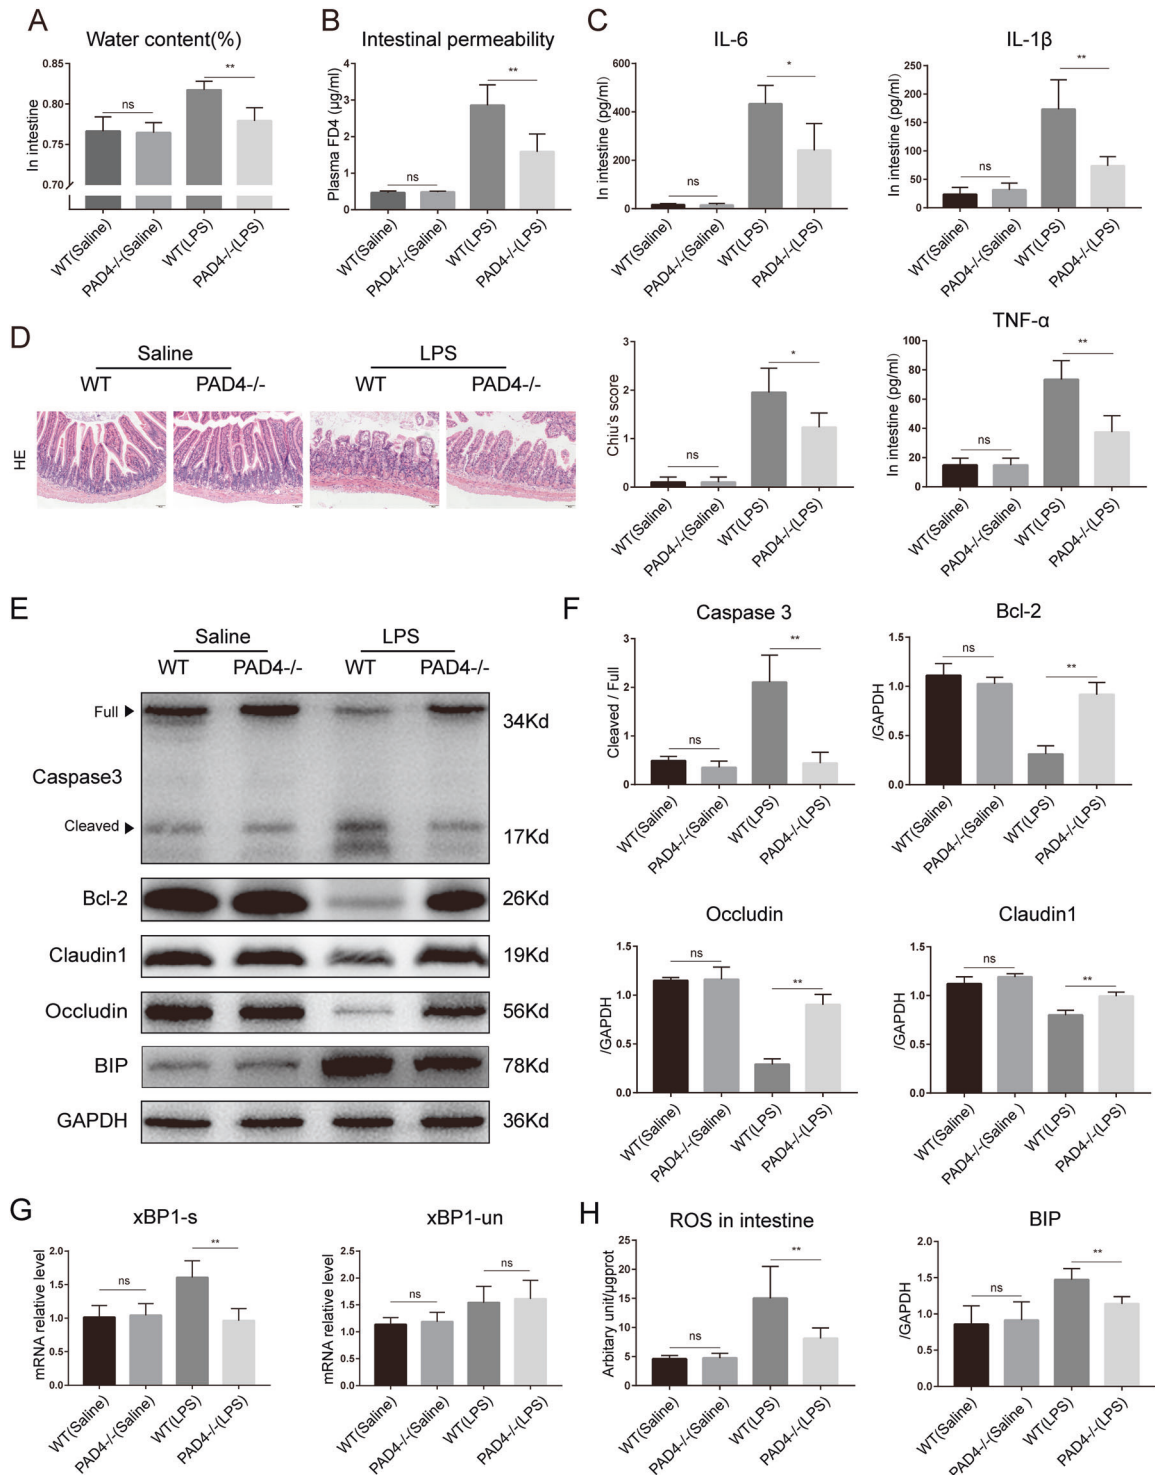 A
Water content(%)
In intestine
0.85
0.80
0.75
0.70
ns
**
WT(Saline)
PAD4-/-(Saline)
WT(LPS)
PAD4-/-(LPS)
B
Intestinal permeability
Plasma FD4 (μg/ml)
4
3
2
1
0
ns
**
WT(Saline)
PAD4-/-(Saline)
WT(LPS)
PAD4-/-(LPS)
C
IL-6
In intestine (pg/ml)
600
400
200
0
ns
*
WT(Saline)
PAD4-/-(Saline)
WT(LPS)
PAD4-/-(LPS)
IL-1β
In intestine (pg/ml)
250
200
150
100
50
0
ns
**
WT(Saline)
PAD4-/-(Saline)
WT(LPS)
PAD4-/-(LPS)
D
Saline
LPS
WT
PAD4-/-
WT
PAD4-/-
HE
Chiu's score
3
2
1
0
ns
*
WT(Saline)
PAD4-/-(Saline)
WT(LPS)
PAD4-/-(LPS)
TNF-α
In intestine (pg/ml)
100
80
60
40
20
0
ns
**
WT(Saline)
PAD4-/-(Saline)
WT(LPS)
PAD4-/-(LPS)
E
Saline
LPS
WT
PAD4-/-
WT
PAD4-/-
Full
34Kd
Caspase3
Cleaved
17Kd
Bcl-2
26Kd
Claudin1
19Kd
Occludin
56Kd
BIP
78Kd
GAPDH
36Kd
F
Caspase 3
Cleaved / Full
3
2
1
0
ns
**
WT(Saline)
PAD4-/-(Saline)
WT(LPS)
PAD4-/-(LPS)
Bcl-2
/GAPDH
1.5
1.0
0.5
0.0
ns
**
WT(Saline)
PAD4-/-(Saline)
WT(LPS)
PAD4-/-(LPS)
Occludin
/GAPDH
1.5
1.0
0.5
0.0
ns
**
WT(Saline)
PAD4-/-(Saline)
WT(LPS)
PAD4-/-(LPS)
Claudin1
/GAPDH
1.5
1.0
0.5
0.0
ns
**
WT(Saline)
PAD4-/-(Saline )
WT(LPS)
PAD4-/-(LPS)
G
xBP1-s
mRNA relative level
2.5
2.0
1.5
1.0
0.5
0.0
ns
**
WT(Saline)
PAD4-/-(Saline)
WT(LPS)
PAD4-/-(LPS)
xBP1-un
mRNA relative level
2.5
2.0
1.5
1.0
0.5
0.0
ns
ns
WT(Saline)
PAD4-/-(Saline)
WT(LPS)
PAD4-/-(LPS)
H
ROS in intestine
Arbitary unit/μgprot
25
20
15
10
5
0
ns
**
WT(Saline)
PAD4-/-(Saline)
WT(LPS)
PAD4-/-(LPS)
BIP
/GAPDH
2.0
1.5
1.0
0.5
0.0
ns
**
WT(Saline)
PAD4-/-(Saline )
WT(LPS)
PAD4-/-(LPS)